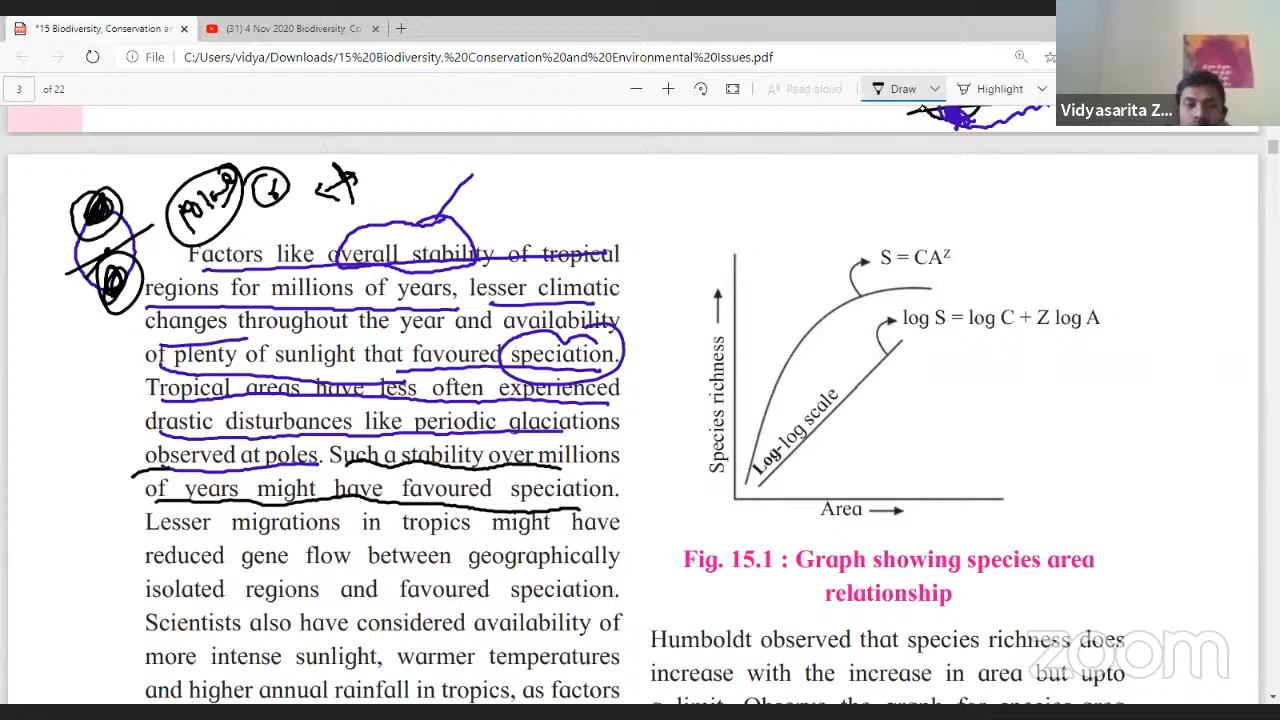 *15 Biodiversity, Conservation an
(31) 4 Nov 2020 Biodiversity, Co
File
C:/Users/vidya/Downloads/15%20Biodiversity,%20Conservation%20and%20Environmental%20Issues.pdf
3 of 22
Read aloud
Draw
Highlight
Vidyasarita Z...
Factors like overall stability of tropical
regions for millions of years, lesser climatic
changes throughout the year and availability
of plenty of sunlight that favoured speciation.
Tropical areas have less often experienced
drastic disturbances like periodic glaciations
observed at poles. Such a stability over millions
of years might have favoured speciation.
Lesser migrations in tropics might have
reduced gene flow between geographically
isolated regions and favoured speciation.
Scientists also have considered availability of
more intense sunlight, warmer temperatures
and higher annual rainfall in tropics, as factors
S = CAᶻ
log S = log C + Z log A
Species richness
Log-log scale
Area
Fig. 15.1 : Graph showing species area
relationship
Humboldt observed that species richness does
increase with the increase in area but upto
zoom